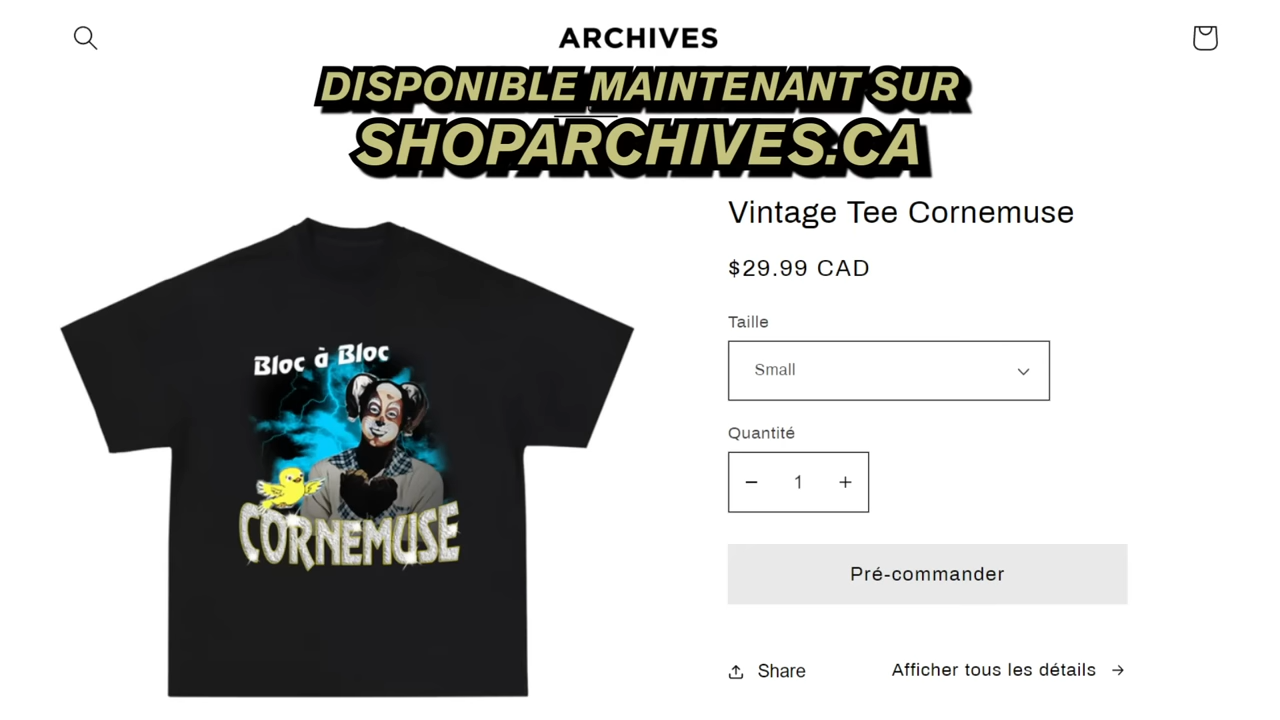 ARCHIVES
DISPONIBLE MAINTENANT SUR
SHOPARCHIVES.CA
Vintage Tee Cornemuse
$29.99 CAD
Taille
Small
Quantité
− 1 +
Pré-commander
Share
Afficher tous les détails →
Bloc à Bloc
CORNEMUSE